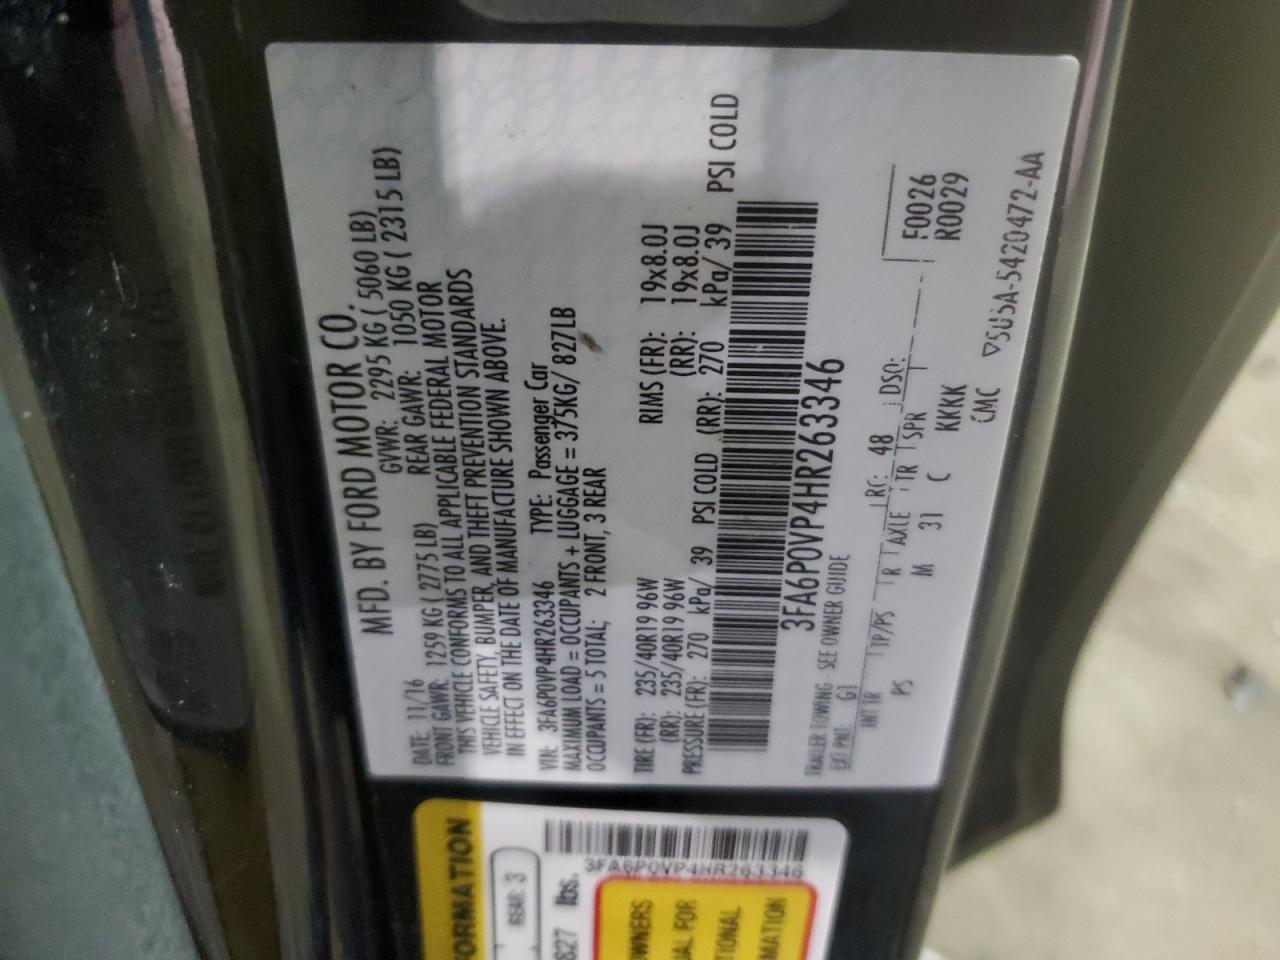 MFD. BY FORD MOTOR CO.
DATE: 11/16 GVWR: 2295 KG ( 5060 LB)
FRONT GAWR: 1259 KG ( 2775 LB) REAR GAWR: 1050 KG ( 2315 LB)
THIS VEHICLE CONFORMS TO ALL APPLICABLE FEDERAL MOTOR
VEHICLE SAFETY, BUMPER, AND THEFT PREVENTION STANDARDS
IN EFFECT ON THE DATE OF MANUFACTURE SHOWN ABOVE.
VIN: 3FA6P0VP4HR263346 TYPE: Passenger Car
MAXIMUM LOAD = OCCUPANTS + LUGGAGE = 375KG/ 827LB
OCCUPANTS = 5 TOTAL; 2 FRONT, 3 REAR
TIRE (FR): 235/40R19 96W RIMS (FR): 19x8.0J
(RR): 235/40R19 96W (RR): 19x8.0J
PRESSURE (FR): 270 kPa/ 39 PSI COLD (RR): 270 kPa/ 39 PSI COLD
3FA6P0VP4HR263346
TRAILER TOWING - SEE OWNER GUIDE
EXT PNT: G1 RC: 48 DSO: F0026
R0029
INT TR TP/PS R AXLE TR SPR
PS M 31 C KKKK
CMC 5U5A-5420472-AA
ORMATION
REAR: 3
827 lbs.
3FA6P0VP4HR263346
OWNERS
UAL FOR
TIONAL
MATION